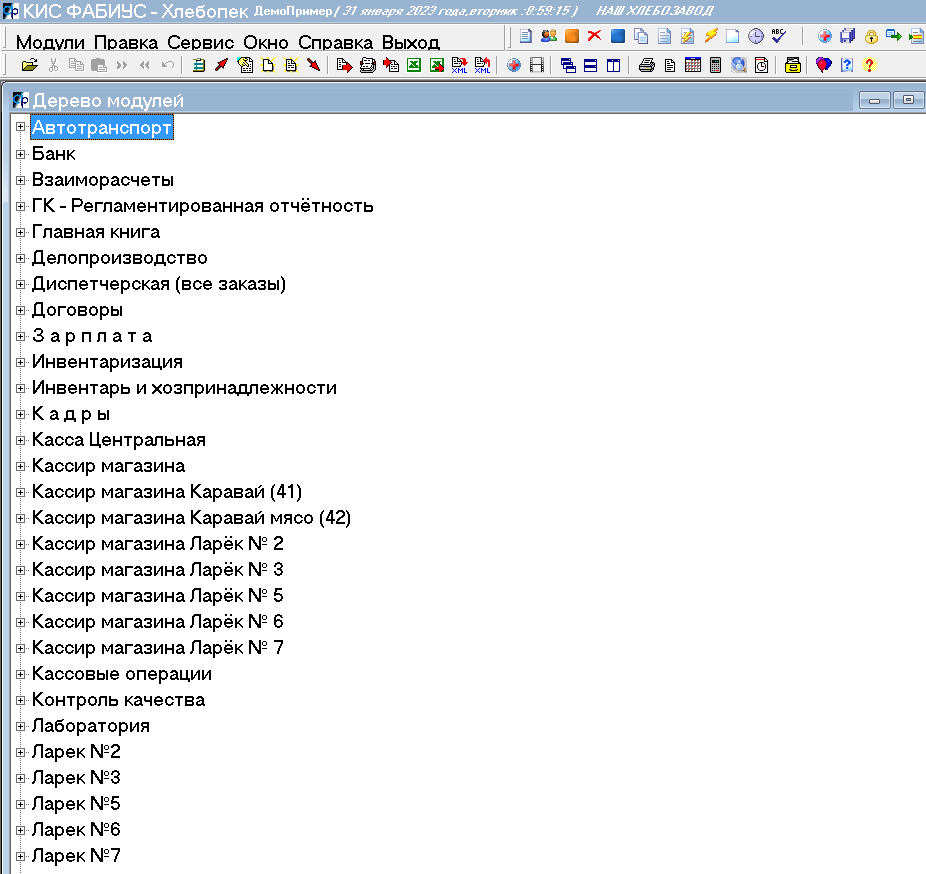 КИС ФАБИУС - Хлебопек ДемоПример ( 31 января 2023 года,вторник :8:59:15 ) НАШ ХЛЕБОЗАВОД
Модули Правка Сервис Окно Справка Выход
Дерево модулей
Автотранспорт
Банк
Взаиморасчеты
ГК - Регламентированная отчётность
Главная книга
Делопроизводство
Диспетчерская (все заказы)
Договоры
З а р п л а т а
Инвентаризация
Инвентарь и хозпринадлежности
К а д р ы
Касса Центральная
Кассир магазина
Кассир магазина Каравай (41)
Кассир магазина Каравай мясо (42)
Кассир магазина Ларёк № 2
Кассир магазина Ларёк № 3
Кассир магазина Ларёк № 5
Кассир магазина Ларёк № 6
Кассир магазина Ларёк № 7
Кассовые операции
Контроль качества
Лаборатория
Ларек №2
Ларек №3
Ларек №5
Ларек №6
Ларек №7